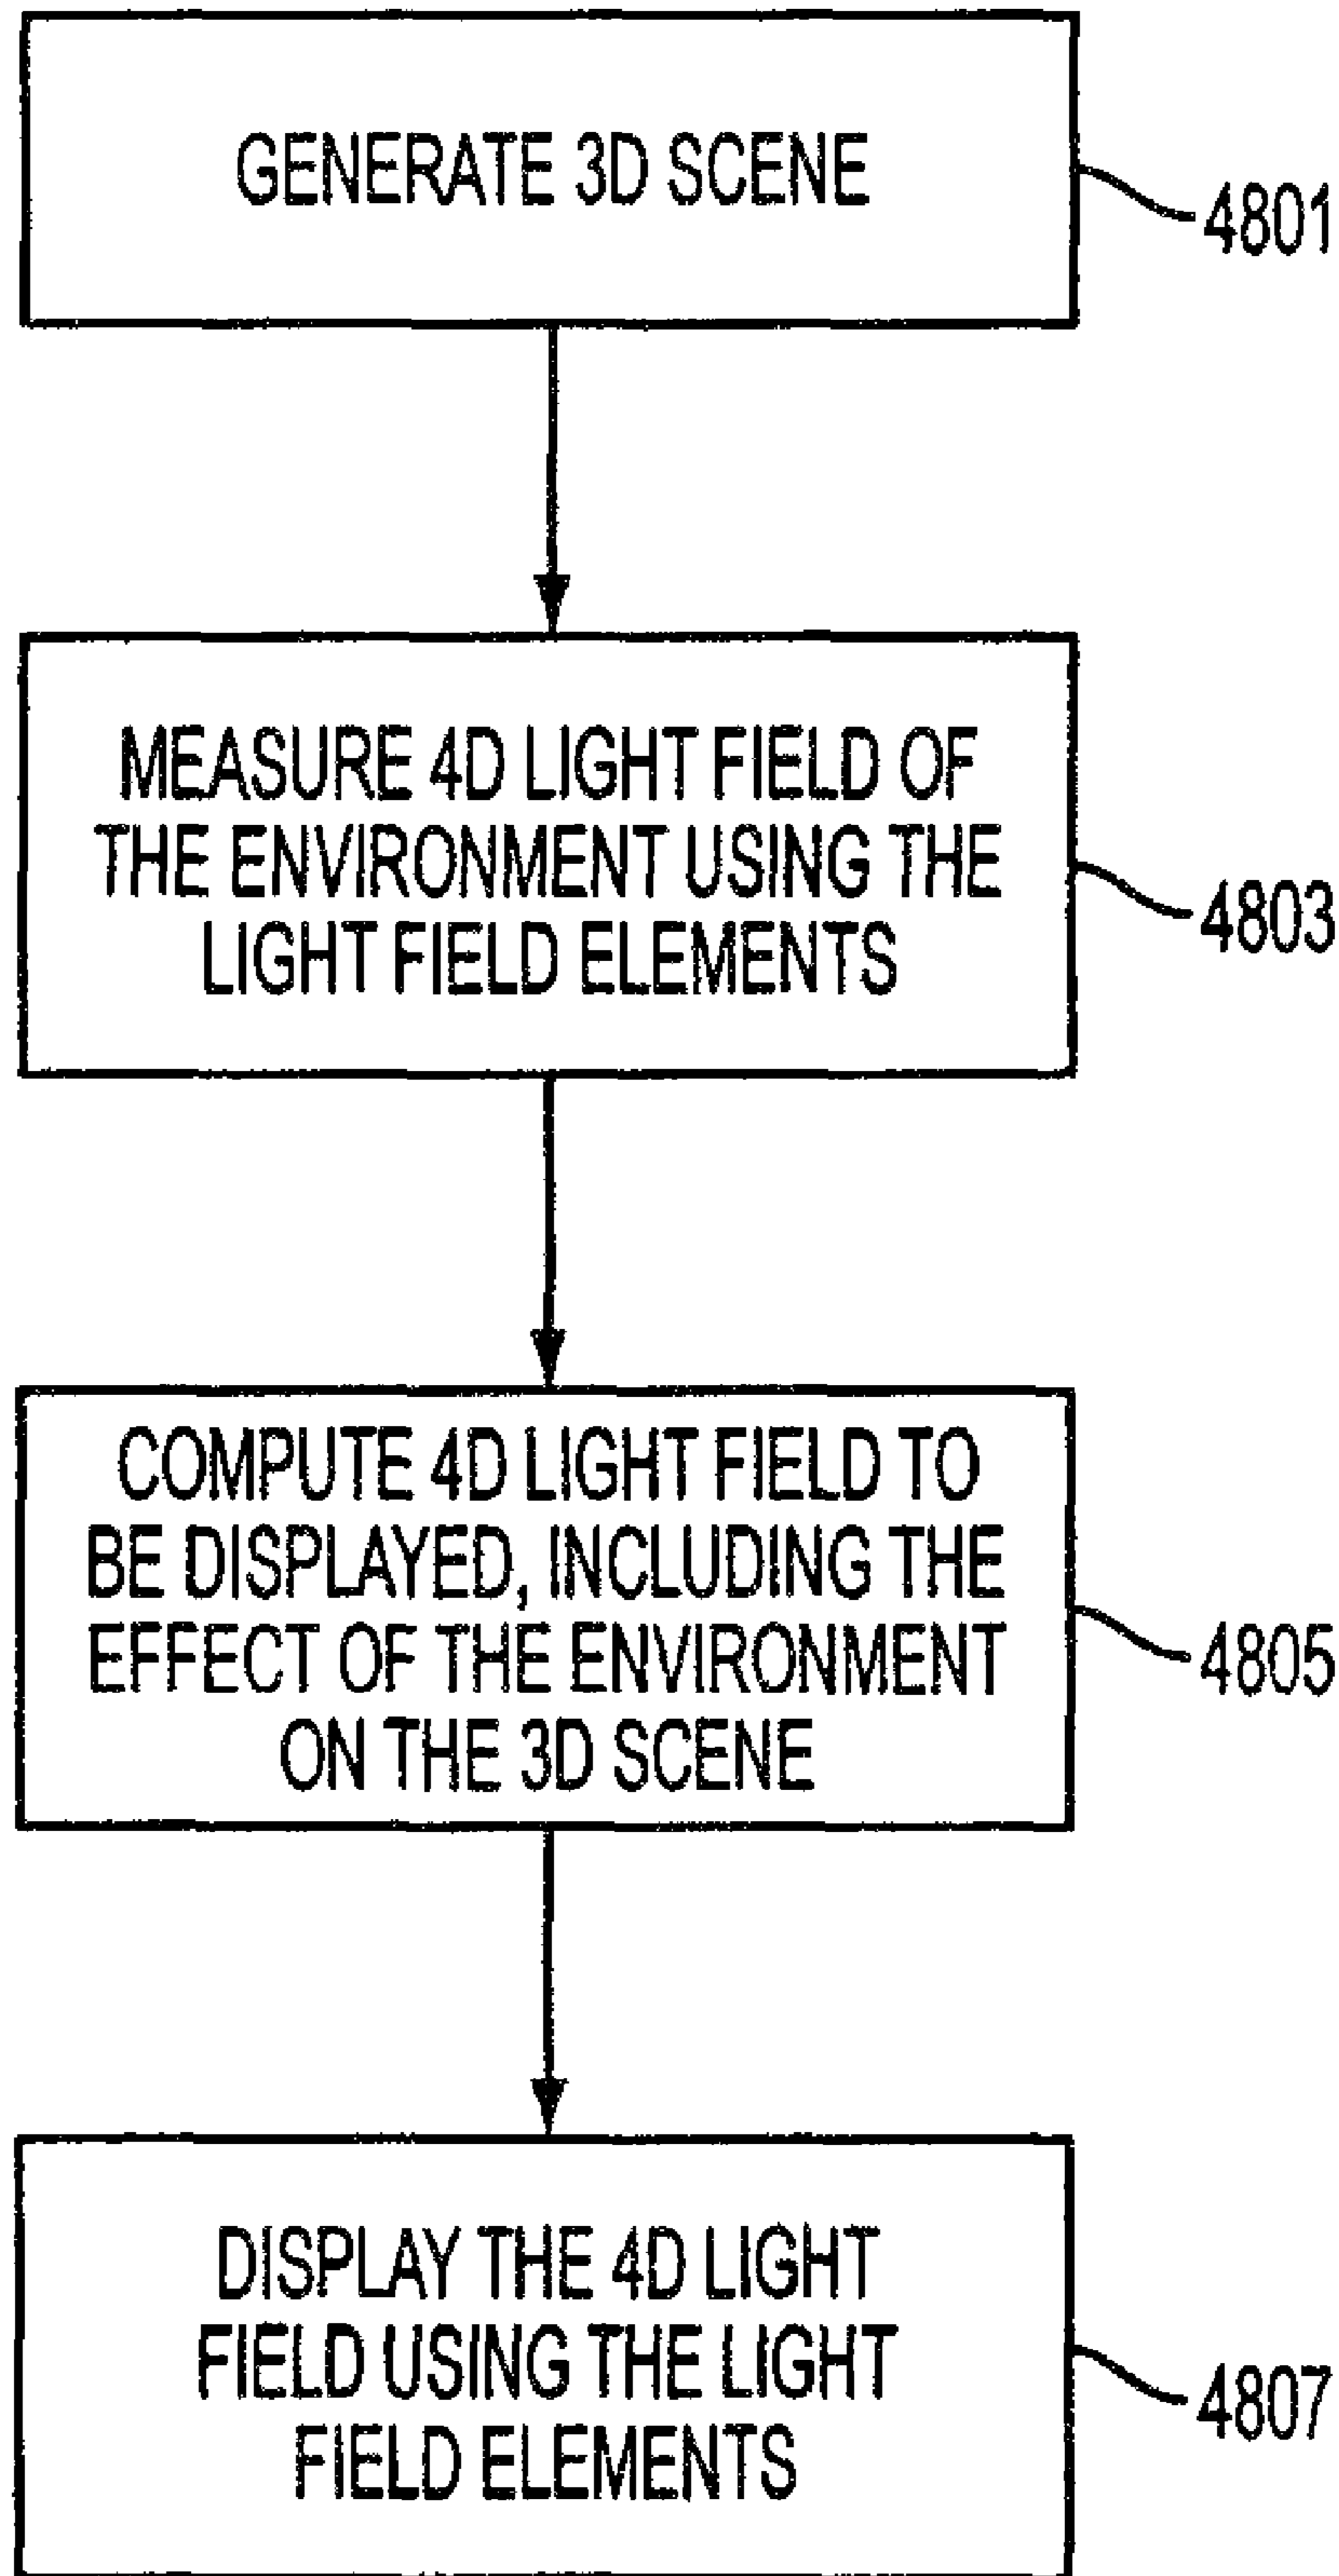 GENERATE 3D SCENE
4801
MEASURE 4D LIGHT FIELD OF
THE ENVIRONMENT USING THE
LIGHT FIELD ELEMENTS
4803
COMPUTE 4D LIGHT FIELD TO
BE DISPLAYED, INCLUDING THE
EFFECT OF THE ENVIRONMENT
ON THE 3D SCENE
4805
DISPLAY THE 4D LIGHT
FIELD USING THE LIGHT
FIELD ELEMENTS
4807